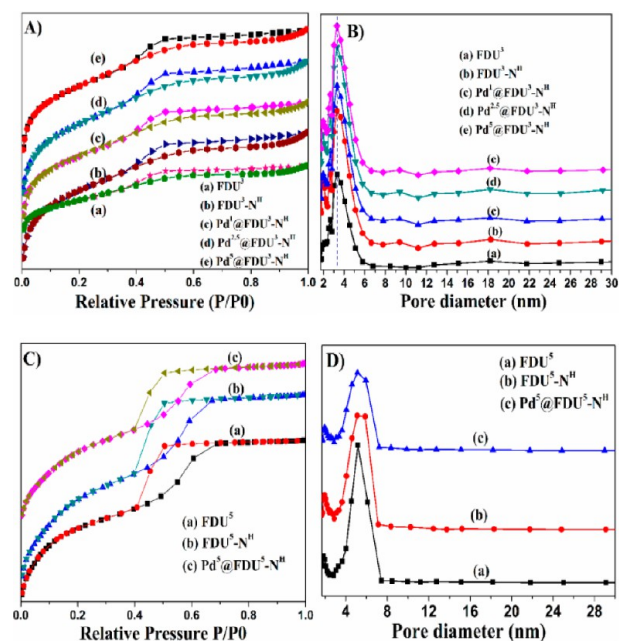 A)
(e)
(d)
(c)
(b)
(a)
(a) FDU³
(b) FDU³-Nᴴ
(c) Pd¹@FDU³-Nᴴ
(d) Pd²·⁵@FDU³-Nᴴ
(e) Pd⁵@FDU³-Nᴴ
0.0 0.2 0.4 0.6 0.8 1.0
Relative Pressure (P/P0)
B)
(a) FDU³
(b) FDU³-Nᴴ
(c) Pd¹@FDU³-Nᴴ
(d) Pd²·⁵@FDU³-Nᴴ
(e) Pd⁵@FDU³-Nᴴ
(e)
(d)
(c)
(b)
(a)
2 4 6 8 10 12 14 16 18 20 22 24 26 28 30
Pore diameter (nm)
C)
(c)
(b)
(a)
(a) FDU⁵
(b) FDU⁵-Nᴴ
(c) Pd⁵@FDU⁵-Nᴴ
0.0 0.2 0.4 0.6 0.8 1.0
Relative Pressure P/P0
D)
(a) FDU⁵
(b) FDU⁵-Nᴴ
(c) Pd⁵@FDU⁵-Nᴴ
(c)
(b)
(a)
4 8 12 16 20 24 28
Pore diameter (nm)